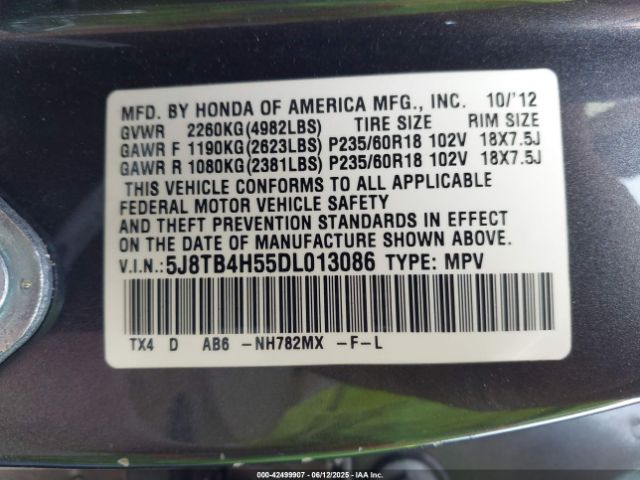 MFD. BY HONDA OF AMERICA MFG., INC. 10/'12
GVWR 2260KG(4982LBS) TIRE SIZE RIM SIZE
GAWR F 1190KG(2623LBS) P235/60R18 102V 18X7.5J
GAWR R 1080KG(2381LBS) P235/60R18 102V 18X7.5J
THIS VEHICLE CONFORMS TO ALL APPLICABLE
FEDERAL MOTOR VEHICLE SAFETY
AND THEFT PREVENTION STANDARDS IN EFFECT
ON THE DATE OF MANUFACTURE SHOWN ABOVE.
V.I.N.:5J8TB4H55DL013086 TYPE: MPV
TX4 D AB6 -NH782MX -F-L
000-42499907 - 06/12/2025 - IAA Inc.